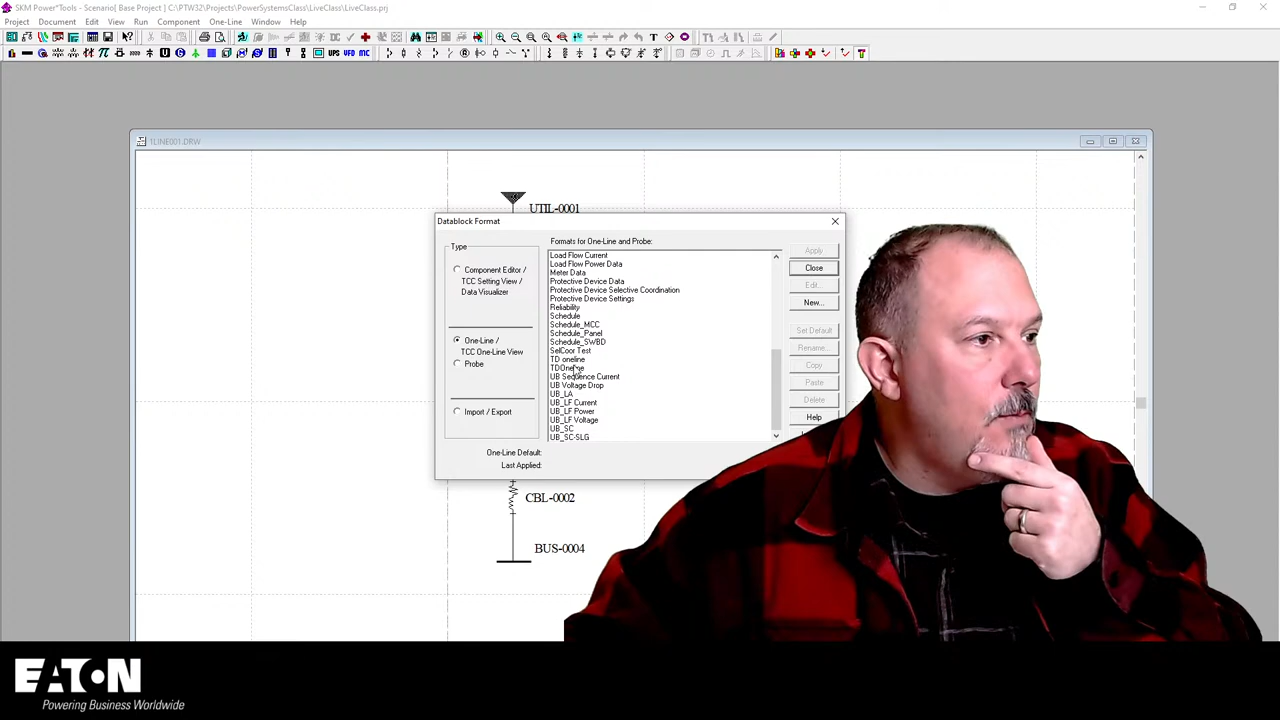 SKM Power*Tools - Scenario[ Base Project ] C:\PTW32\Projects\PowerSystemsClass\LiveClass\LiveClass.prj
Project Document Edit View Run Component One-Line Window Help
UPS VFD MC
1LINE001.DRW
UTIL-0001
Datablock Format
Type
Component Editor /
TCC Setting View /
Data Visualizer
One-Line /
TCC One-Line View
Probe
Import / Export
Formats for One-Line and Probe:
Load Flow Current
Load Flow Power Data
Meter Data
Protective Device Data
Protective Device Selective Coordination
Protective Device Settings
Reliability
Schedule
Schedule_MCC
Schedule_Panel
Schedule_SWBD
SelCoor Test
TD oneline
UB Sequence Current
UB Voltage Drop
UB_LA
UB_LF Current
UB_LF Power
UB_LF Voltage
UB_SC
UB_SC-SLG
Apply
Close
Edit...
New...
Set Default
Rename...
Copy
Paste
Delete
Help
One-Line Default:
Last Applied:
CBL-0002
BUS-0004
EATON
Powering Business Worldwide